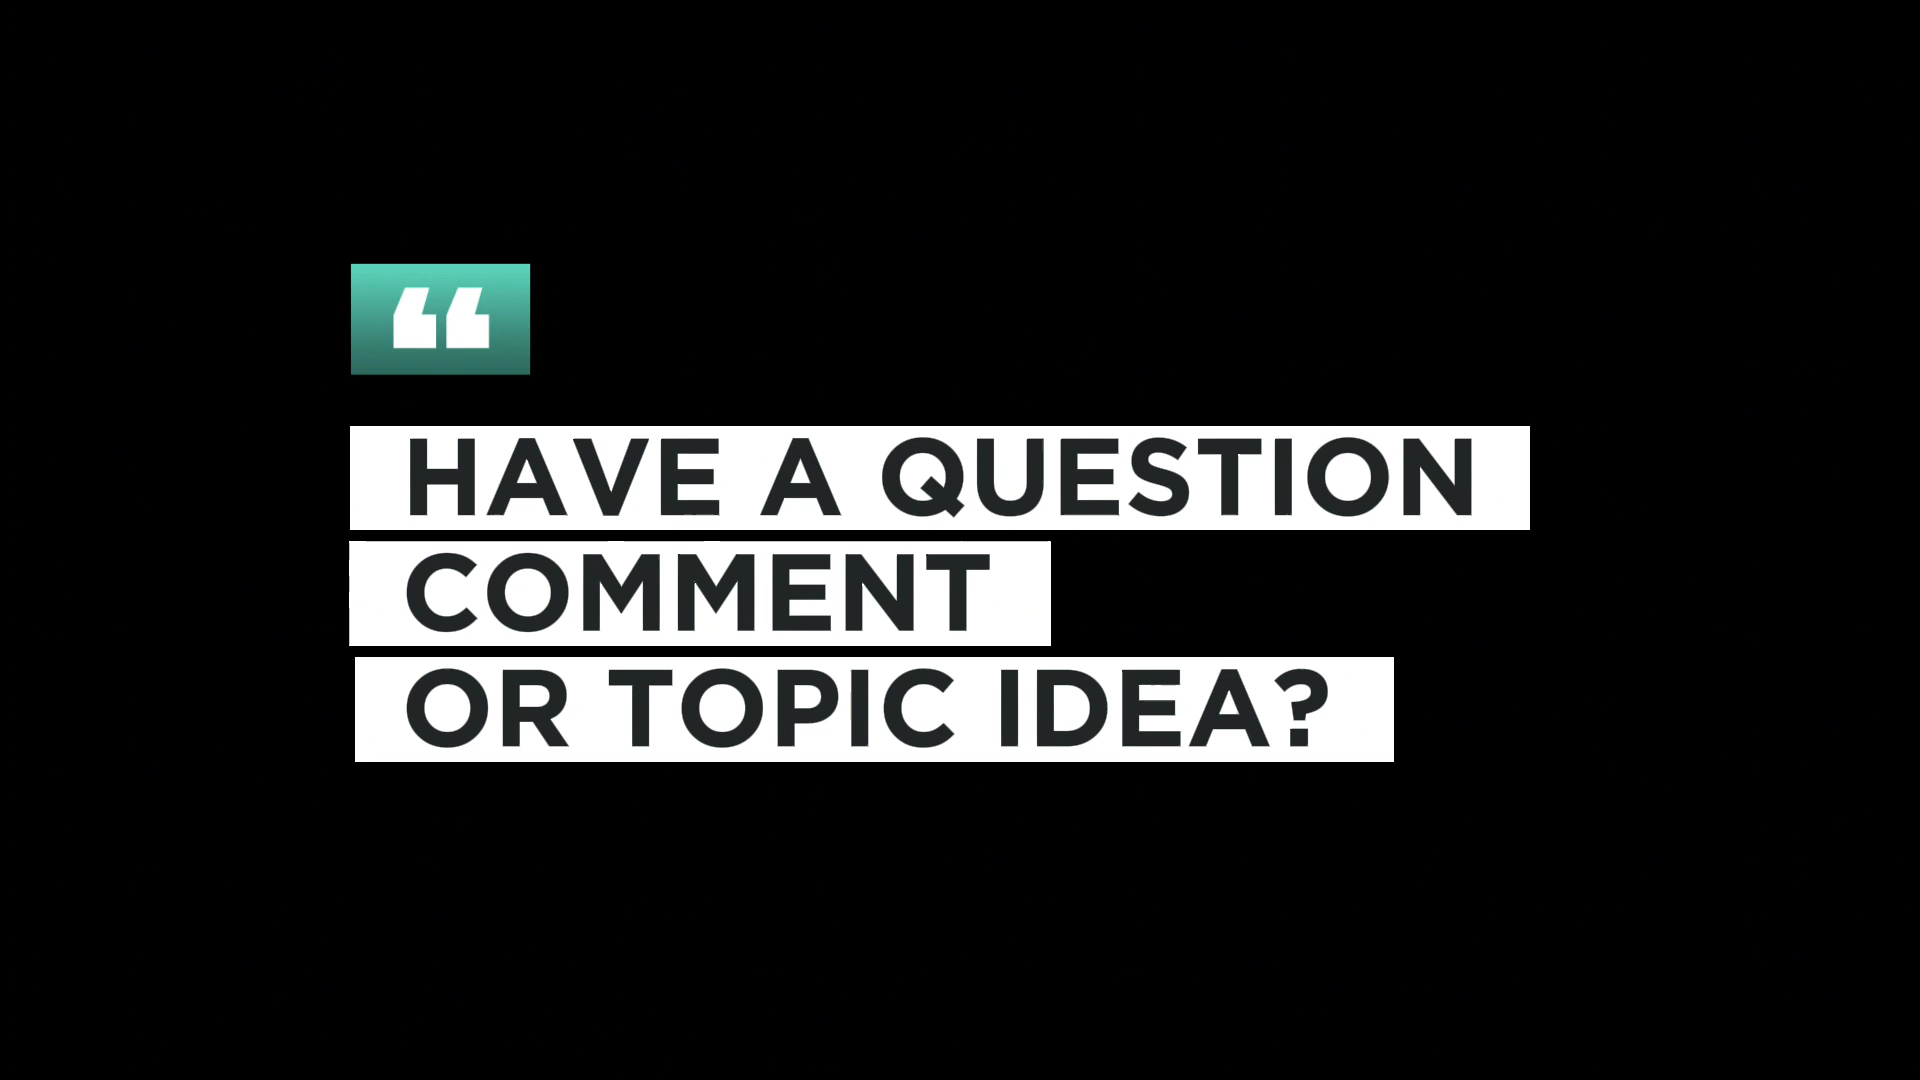 “
HAVE A QUESTION
COMMENT
OR TOPIC IDEA?